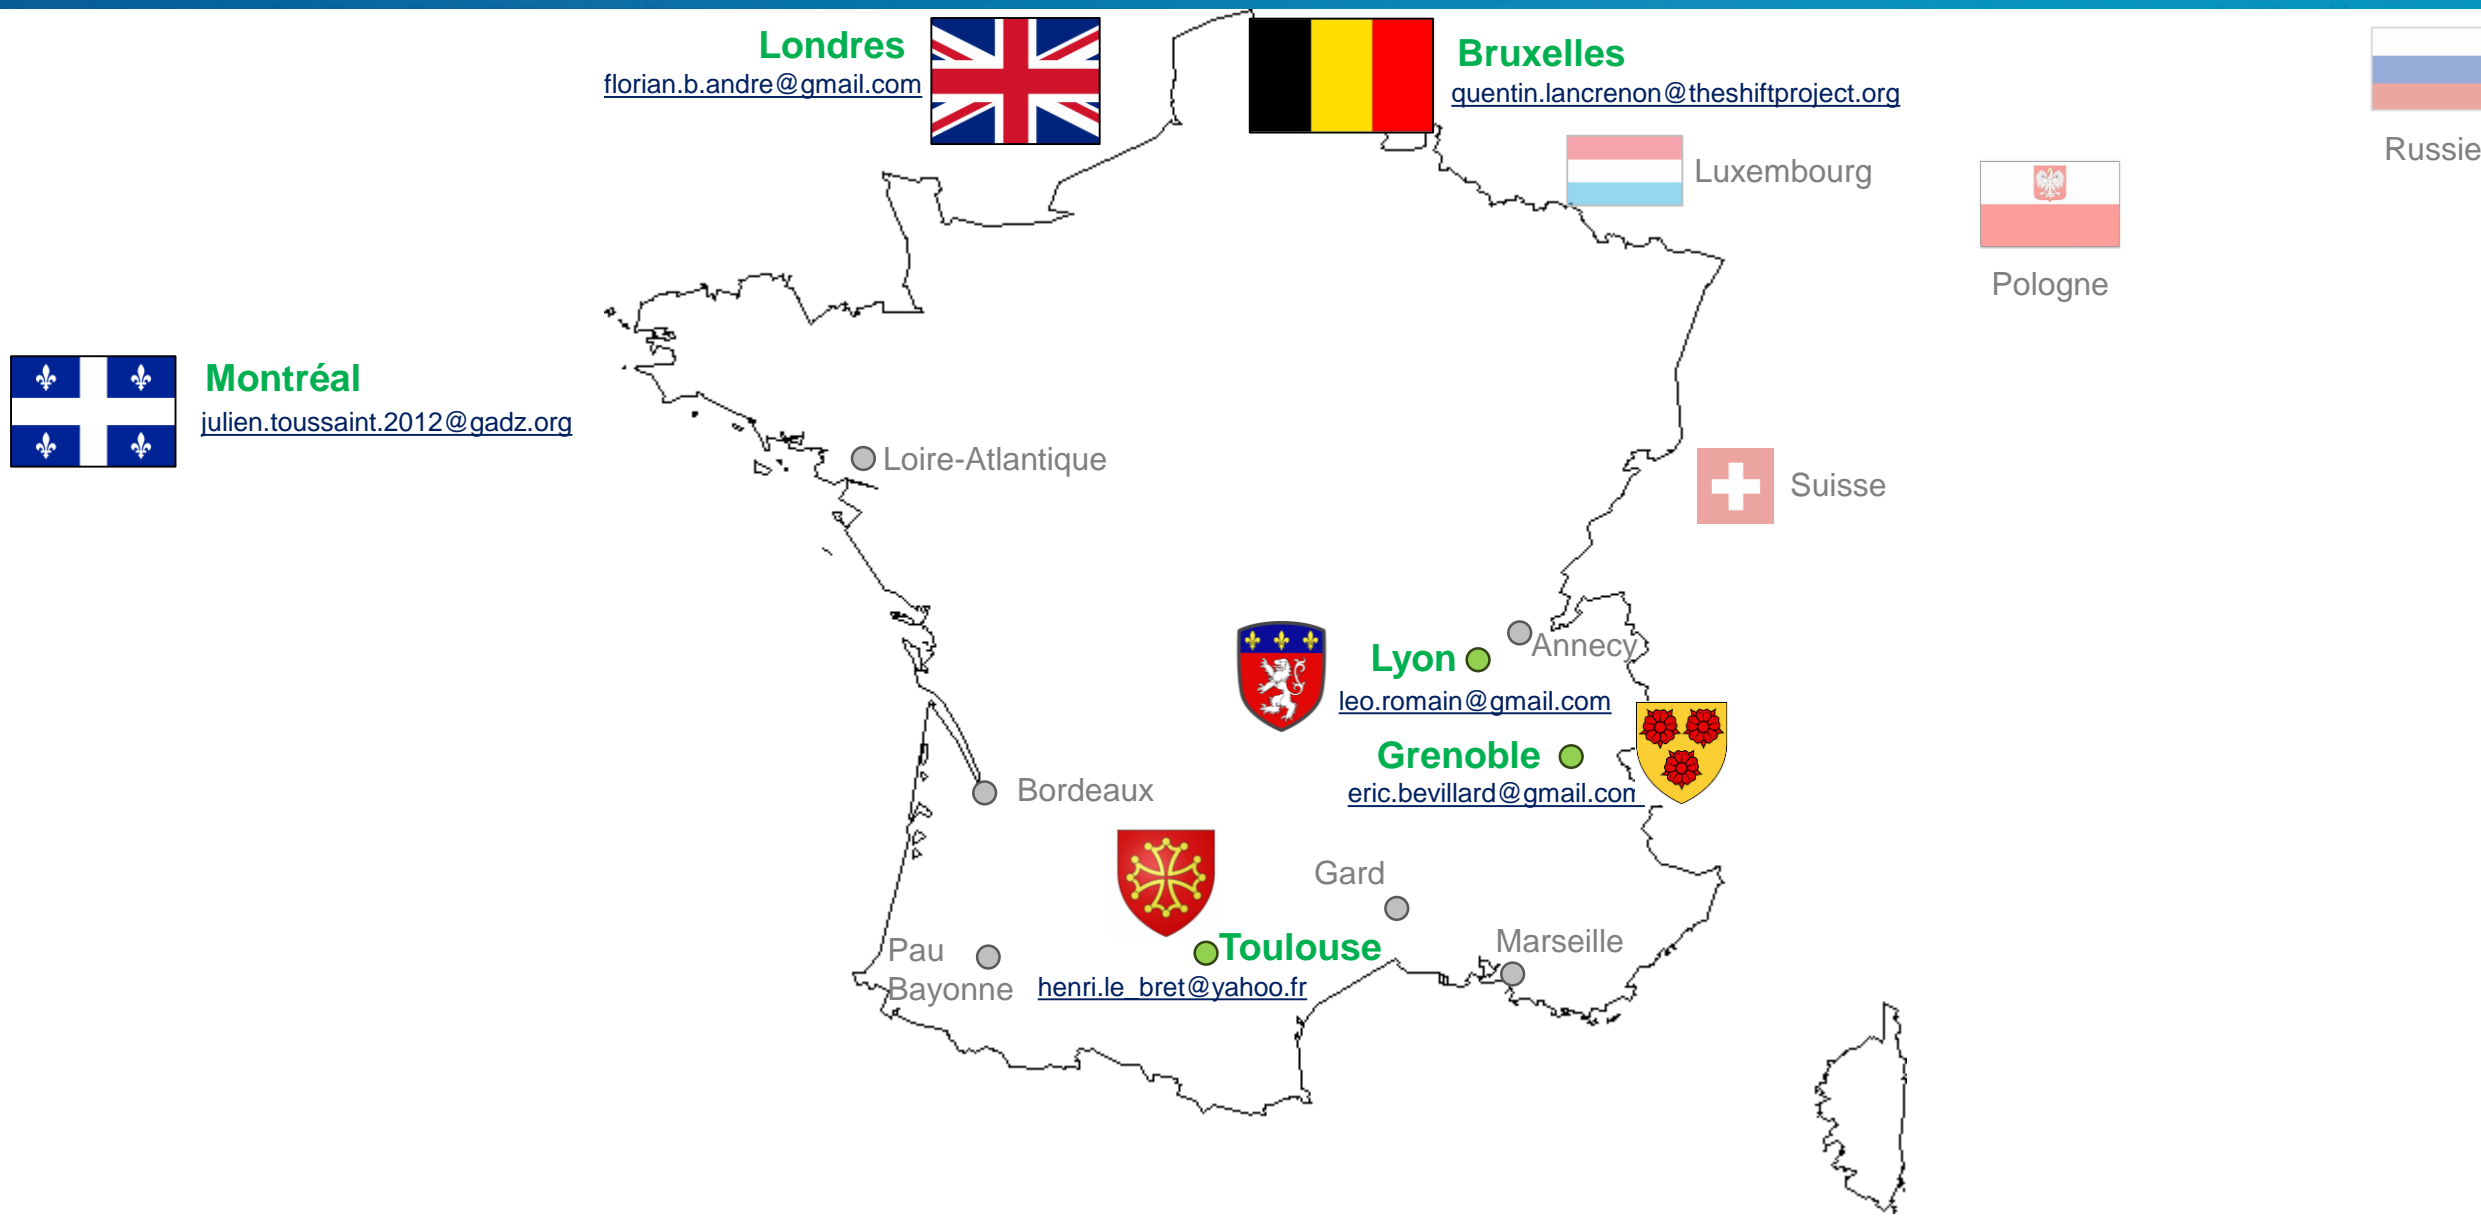 Londres
florian.b.andre@gmail.com
Bruxelles
quentin.lancrenon@theshiftproject.org
Russie
Luxembourg
Pologne
Montréal
julien.toussaint.2012@gadz.org
Loire-Atlantique
Suisse
Annecy
Lyon
leo.romain@gmail.com
Grenoble
eric.bevillard@gmail.com
Bordeaux
Gard
Pau
Bayonne
Toulouse
henri.le_bret@yahoo.fr
Marseille